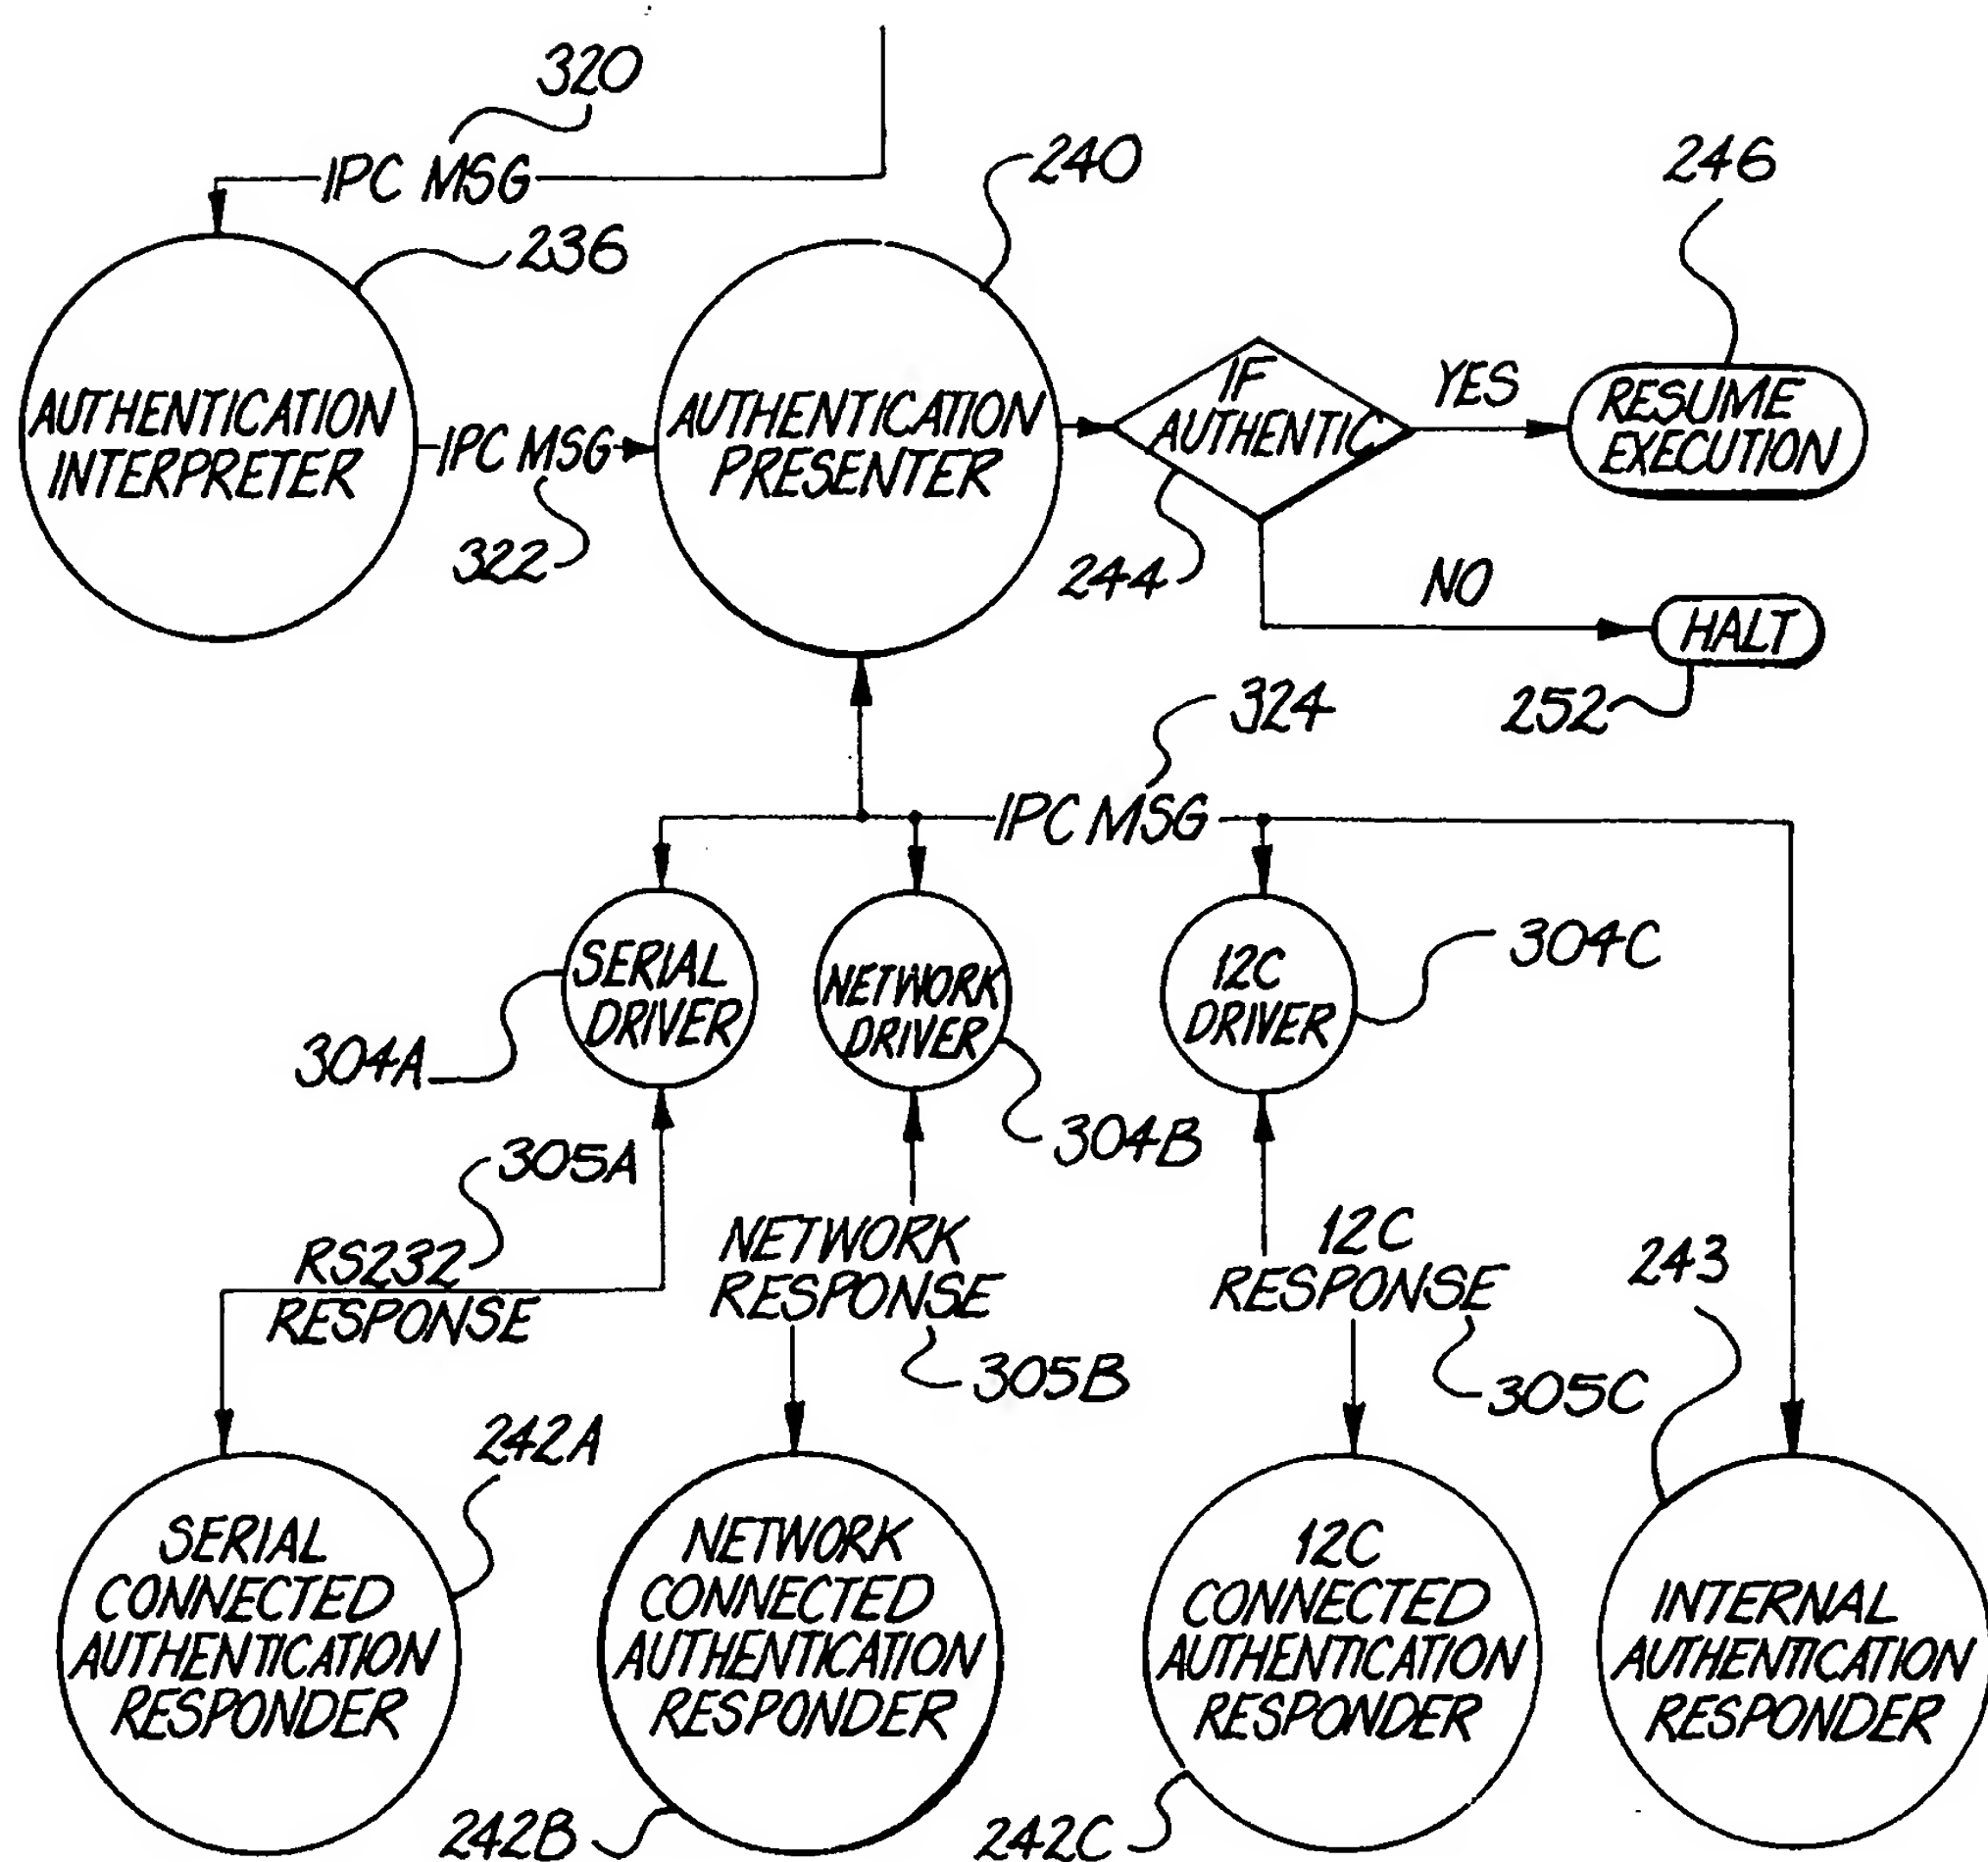 320
IPC MSG
240
246
236
AUTHENTICATION
INTERPRETER
IPC MSG
322
AUTHENTICATION
PRESENTER
IF
AUTHENTIC
YES
RESUME
EXECUTION
244
NO
HALT
252
324
IPC MSG
SERIAL
DRIVER
304A
NETWORK
DRIVER
304B
12C
DRIVER
304C
305A
RS232
RESPONSE
NETWORK
RESPONSE
305B
12C
RESPONSE
305C
243
242A
SERIAL
CONNECTED
AUTHENTICATION
RESPONDER
NETWORK
CONNECTED
AUTHENTICATION
RESPONDER
242B
12C
CONNECTED
AUTHENTICATION
RESPONDER
242C
INTERNAL
AUTHENTICATION
RESPONDER